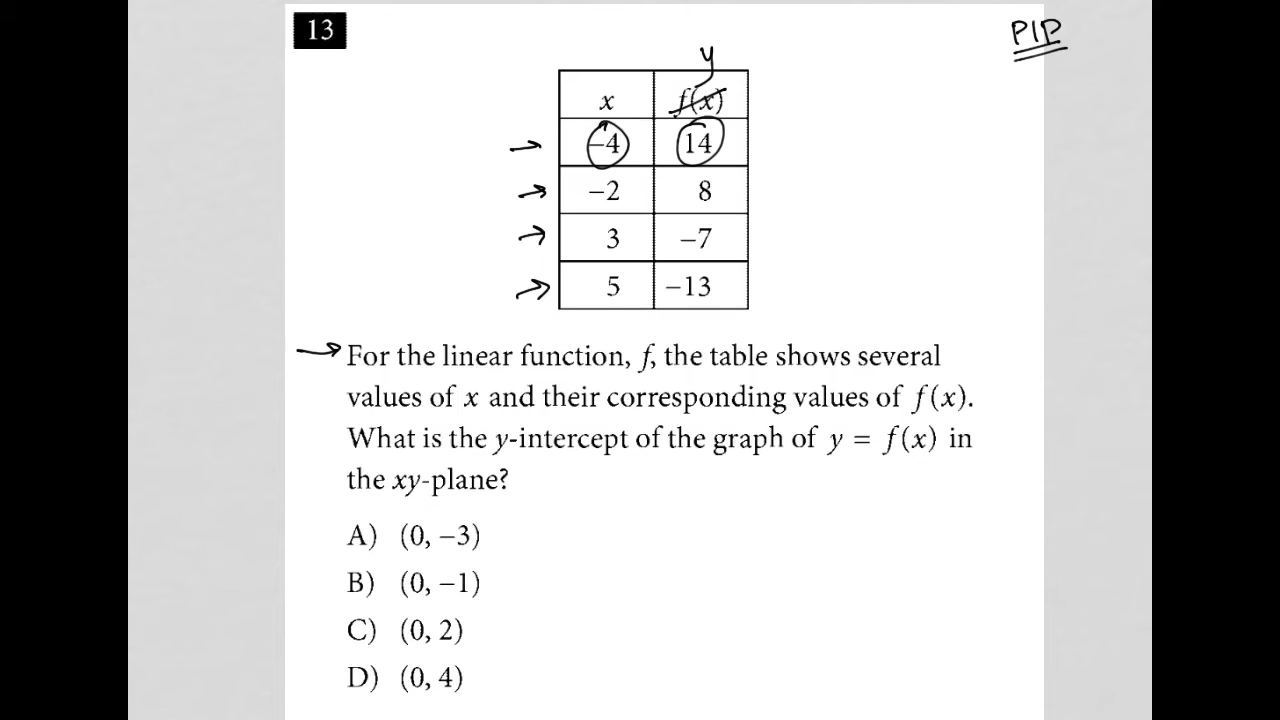 13
PIP
y
x f(x)
−4 14
−2 8
3 −7
5 −13
For the linear function, f, the table shows several
values of x and their corresponding values of f(x).
What is the y-intercept of the graph of y = f(x) in
the xy-plane?
A) (0, −3)
B) (0, −1)
C) (0, 2)
D) (0, 4)